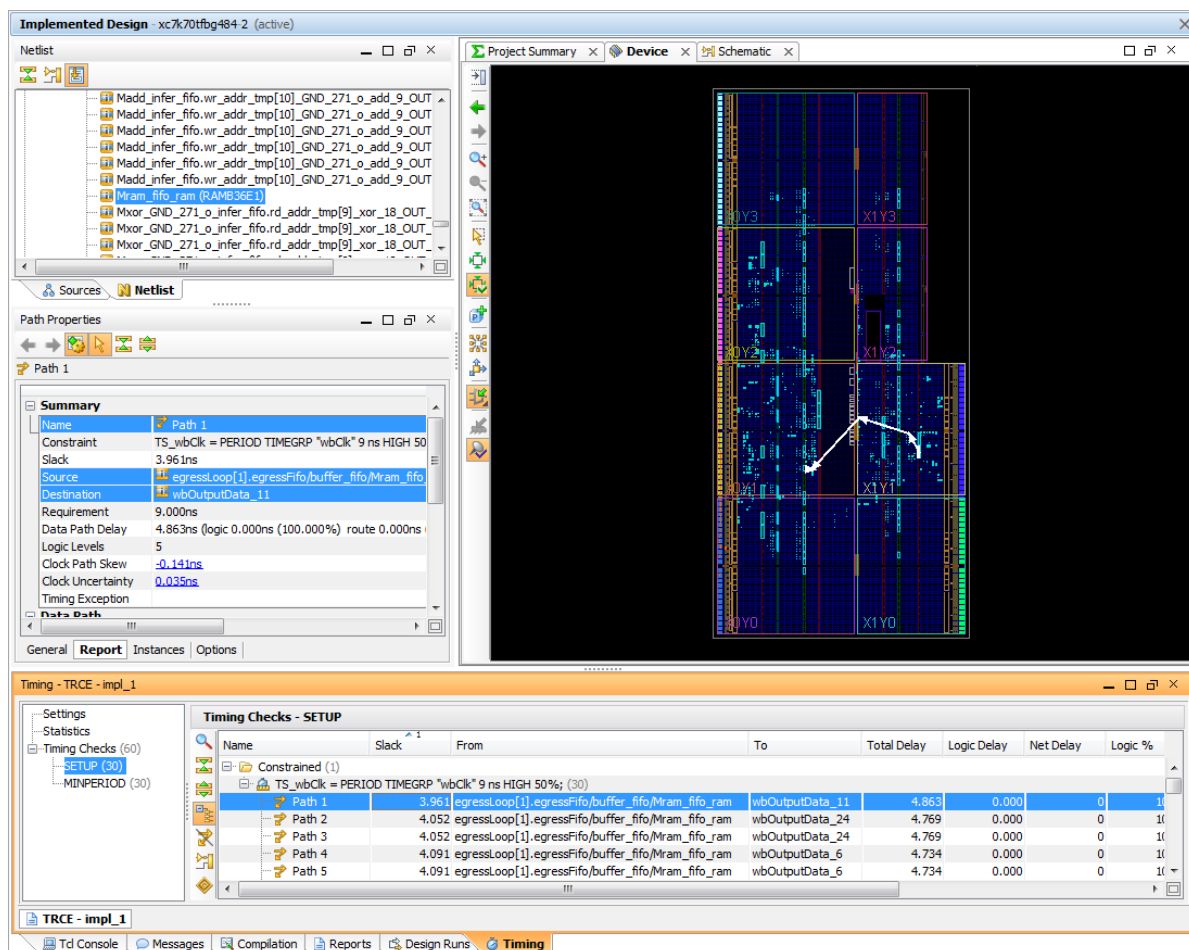 Implemented Design - xc7k70tfbg484-2 (active)
Netlist
Madd_infer_fifo.wr_addr_tmp[10]_GND_271_o_add_9_OUT
Madd_infer_fifo.wr_addr_tmp[10]_GND_271_o_add_9_OUT
Madd_infer_fifo.wr_addr_tmp[10]_GND_271_o_add_9_OUT
Madd_infer_fifo.wr_addr_tmp[10]_GND_271_o_add_9_OUT
Madd_infer_fifo.wr_addr_tmp[10]_GND_271_o_add_9_OUT
Madd_infer_fifo.wr_addr_tmp[10]_GND_271_o_add_9_OUT
Mram_fifo_ram (RAMB36E1)
Mxor_GND_271_o_infer_fifo.rd_addr_tmp[9]_xor_18_OUT_
Mxor_GND_271_o_infer_fifo.rd_addr_tmp[9]_xor_18_OUT_
Mxor_GND_271_o_infer_fifo.rd_addr_tmp[9]_xor_18_OUT_
Sources Netlist
Path Properties
Path 1
Summary
Name Path 1
Constraint TS_wbClk = PERIOD TIMEGRP "wbClk" 9 ns HIGH 50
Slack 3.961ns
Source egressLoop[1].egressFifo/buffer_fifo/Mram_fifo_
Destination wbOutputData_11
Requirement 9.000ns
Data Path Delay 4.863ns (logic 0.000ns (100.000%) route 0.000ns
Logic Levels 5
Clock Path Skew -0.141ns
Clock Uncertainty 0.035ns
Timing Exception
Data Path
General Report Instances Options
Project Summary Device Schematic
X0Y3 X1Y3
X0Y2 X1Y2
X0Y1 X1Y1
X0Y0 X1Y0
Timing - TRCE - impl_1
Settings
Statistics
Timing Checks (60)
SETUP (30)
MINPERIOD (30)
Timing Checks - SETUP
Name Slack 1 From To Total Delay Logic Delay Net Delay Logic %
Constrained (1)
TS_wbClk = PERIOD TIMEGRP "wbClk" 9 ns HIGH 50%; (30)
Path 1 3.961 egressLoop[1].egressFifo/buffer_fifo/Mram_fifo_ram wbOutputData_11 4.863 0.000 0 10
Path 2 4.052 egressLoop[1].egressFifo/buffer_fifo/Mram_fifo_ram wbOutputData_24 4.769 0.000 0 10
Path 3 4.052 egressLoop[1].egressFifo/buffer_fifo/Mram_fifo_ram wbOutputData_24 4.769 0.000 0 10
Path 4 4.091 egressLoop[1].egressFifo/buffer_fifo/Mram_fifo_ram wbOutputData_6 4.734 0.000 0 10
Path 5 4.091 egressLoop[1].egressFifo/buffer_fifo/Mram_fifo_ram wbOutputData_6 4.734 0.000 0 10
TRCE - impl_1
Tcl Console Messages Compilation Reports Design Runs Timing